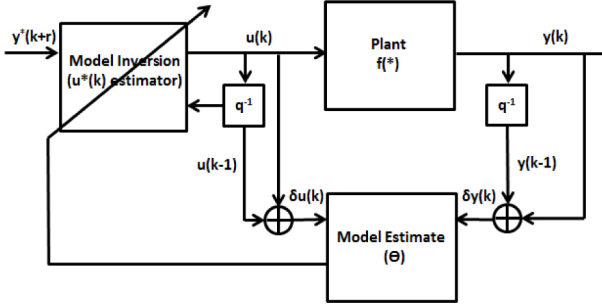 y*(k+r)
Model Inversion
(u*(k) estimator)
u(k)
Plant
f(*)
y(k)
q-1
q-1
u(k-1)
y(k-1)
δu(k)
δy(k)
Model Estimate
(Θ)